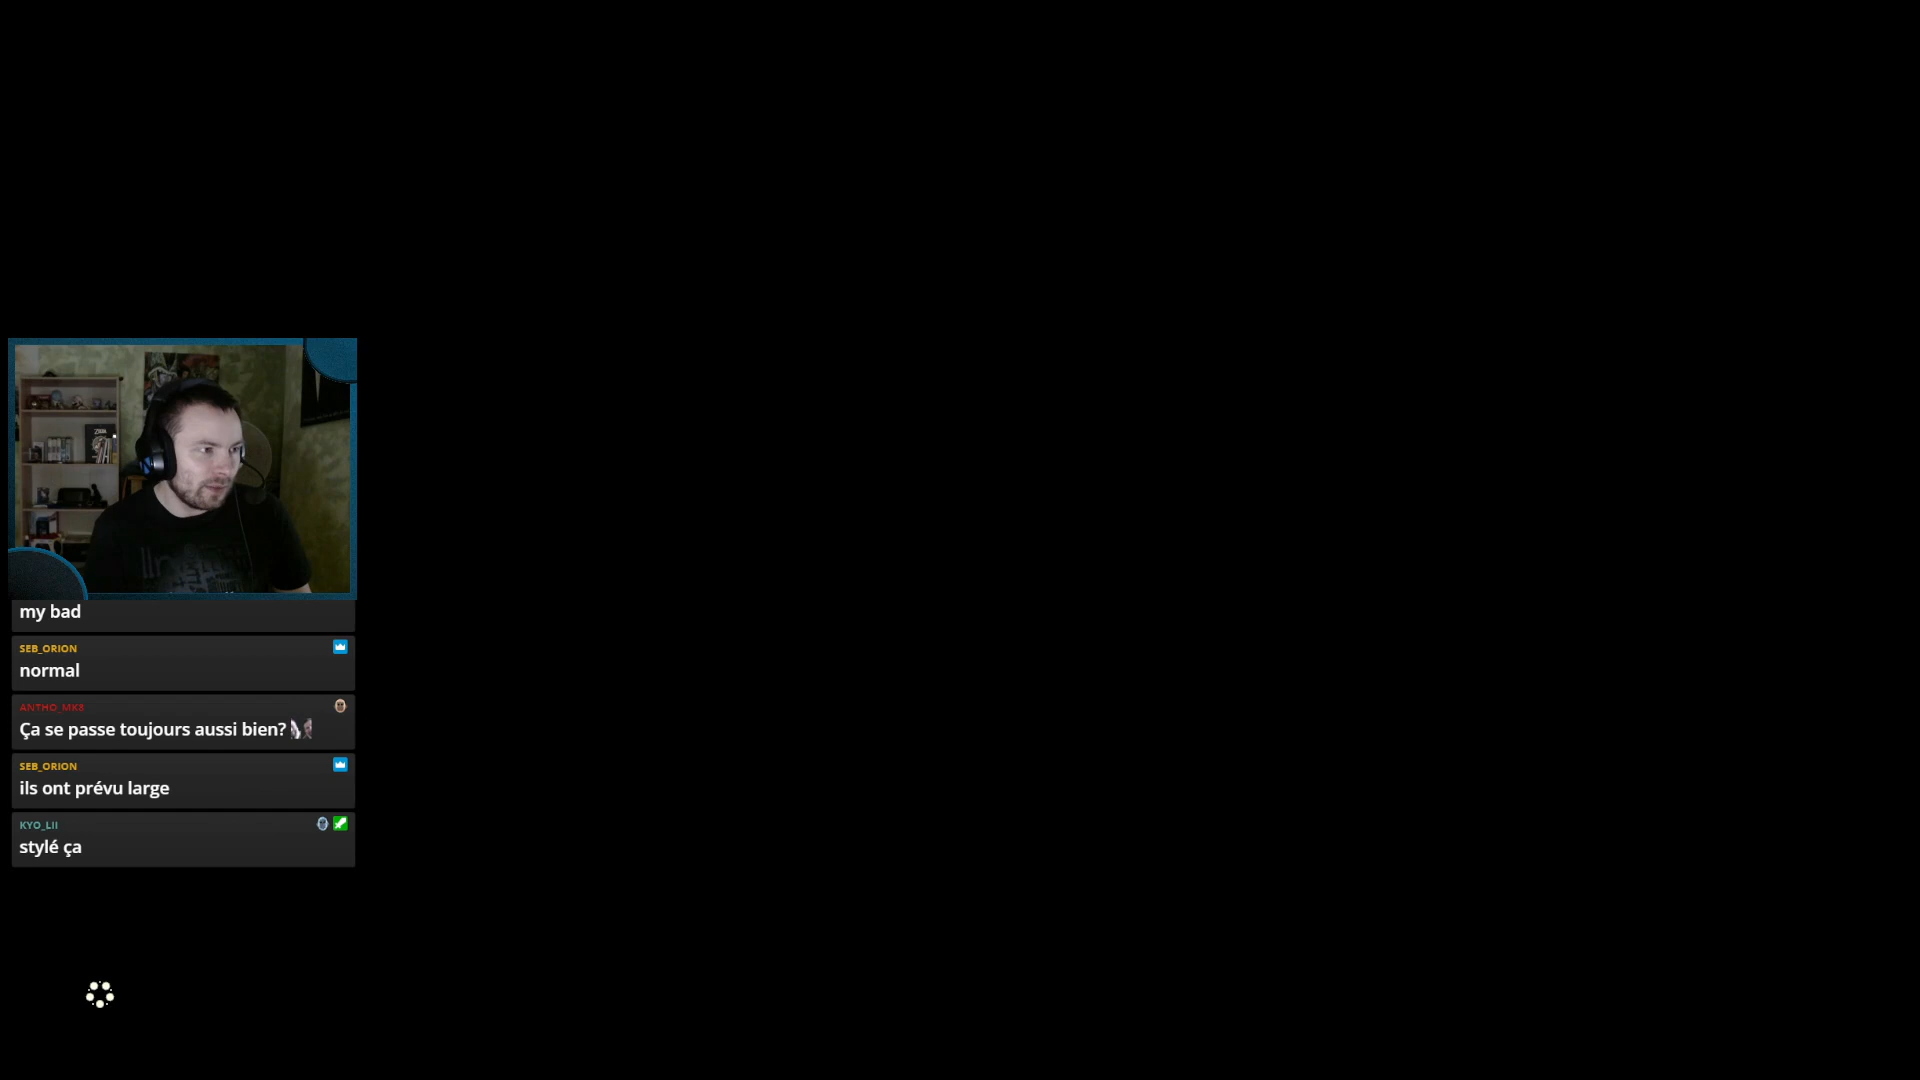 my bad
SEB_ORION
normal
ANTHO_MK8
Ça se passe toujours aussi bien?
SEB_ORION
ils ont prévu large
KYO_LII
stylé ça